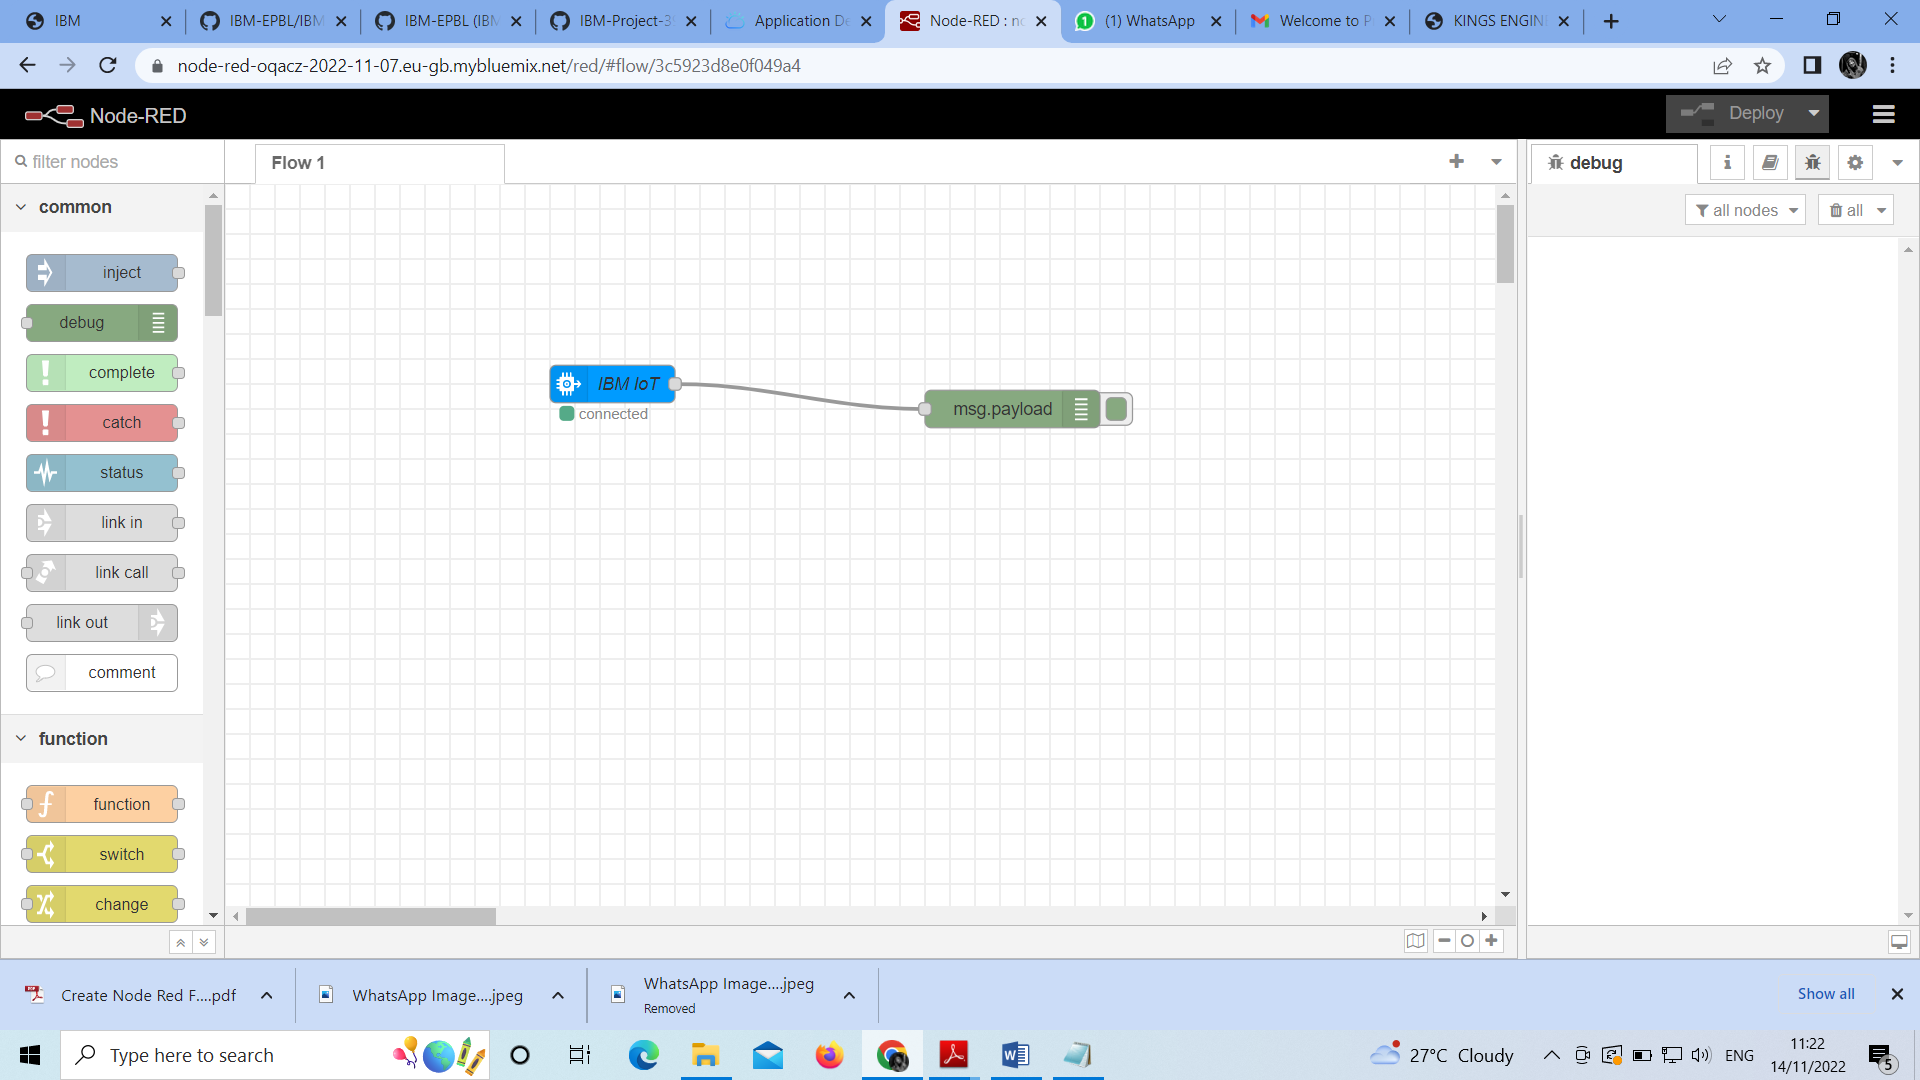 IBM
IBM-EPBL/IBM
IBM-EPBL (IBM
IBM-Project-3
Application De
Node-RED : no
(1) WhatsApp
Welcome to P
KINGS ENGIN
node-red-oqacz-2022-11-07.eu-gb.mybluemix.net/red/#flow/3c5923d8e0f049a4
Node-RED
Deploy
filter nodes
Flow 1
debug
all nodes
all
common
inject
debug
complete
catch
status
link in
link call
link out
comment
function
function
switch
change
IBM IoT
connected
msg.payload
Create Node Red F....pdf
WhatsApp Image....jpeg
WhatsApp Image....jpeg
Removed
Show all
Type here to search
27°C Cloudy
ENG
11:22
14/11/2022
5